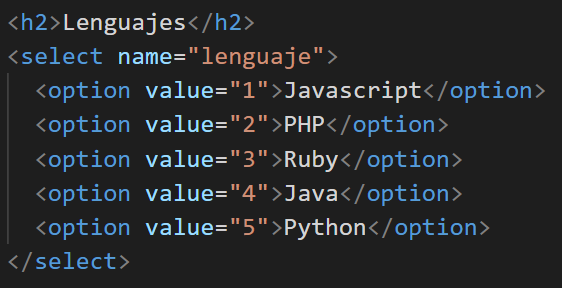 <h2>Lenguajes</h2>
<select name="lenguaje">
  <option value="1">Javascript</option>
  <option value="2">PHP</option>
  <option value="3">Ruby</option>
  <option value="4">Java</option>
  <option value="5">Python</option>
</select>